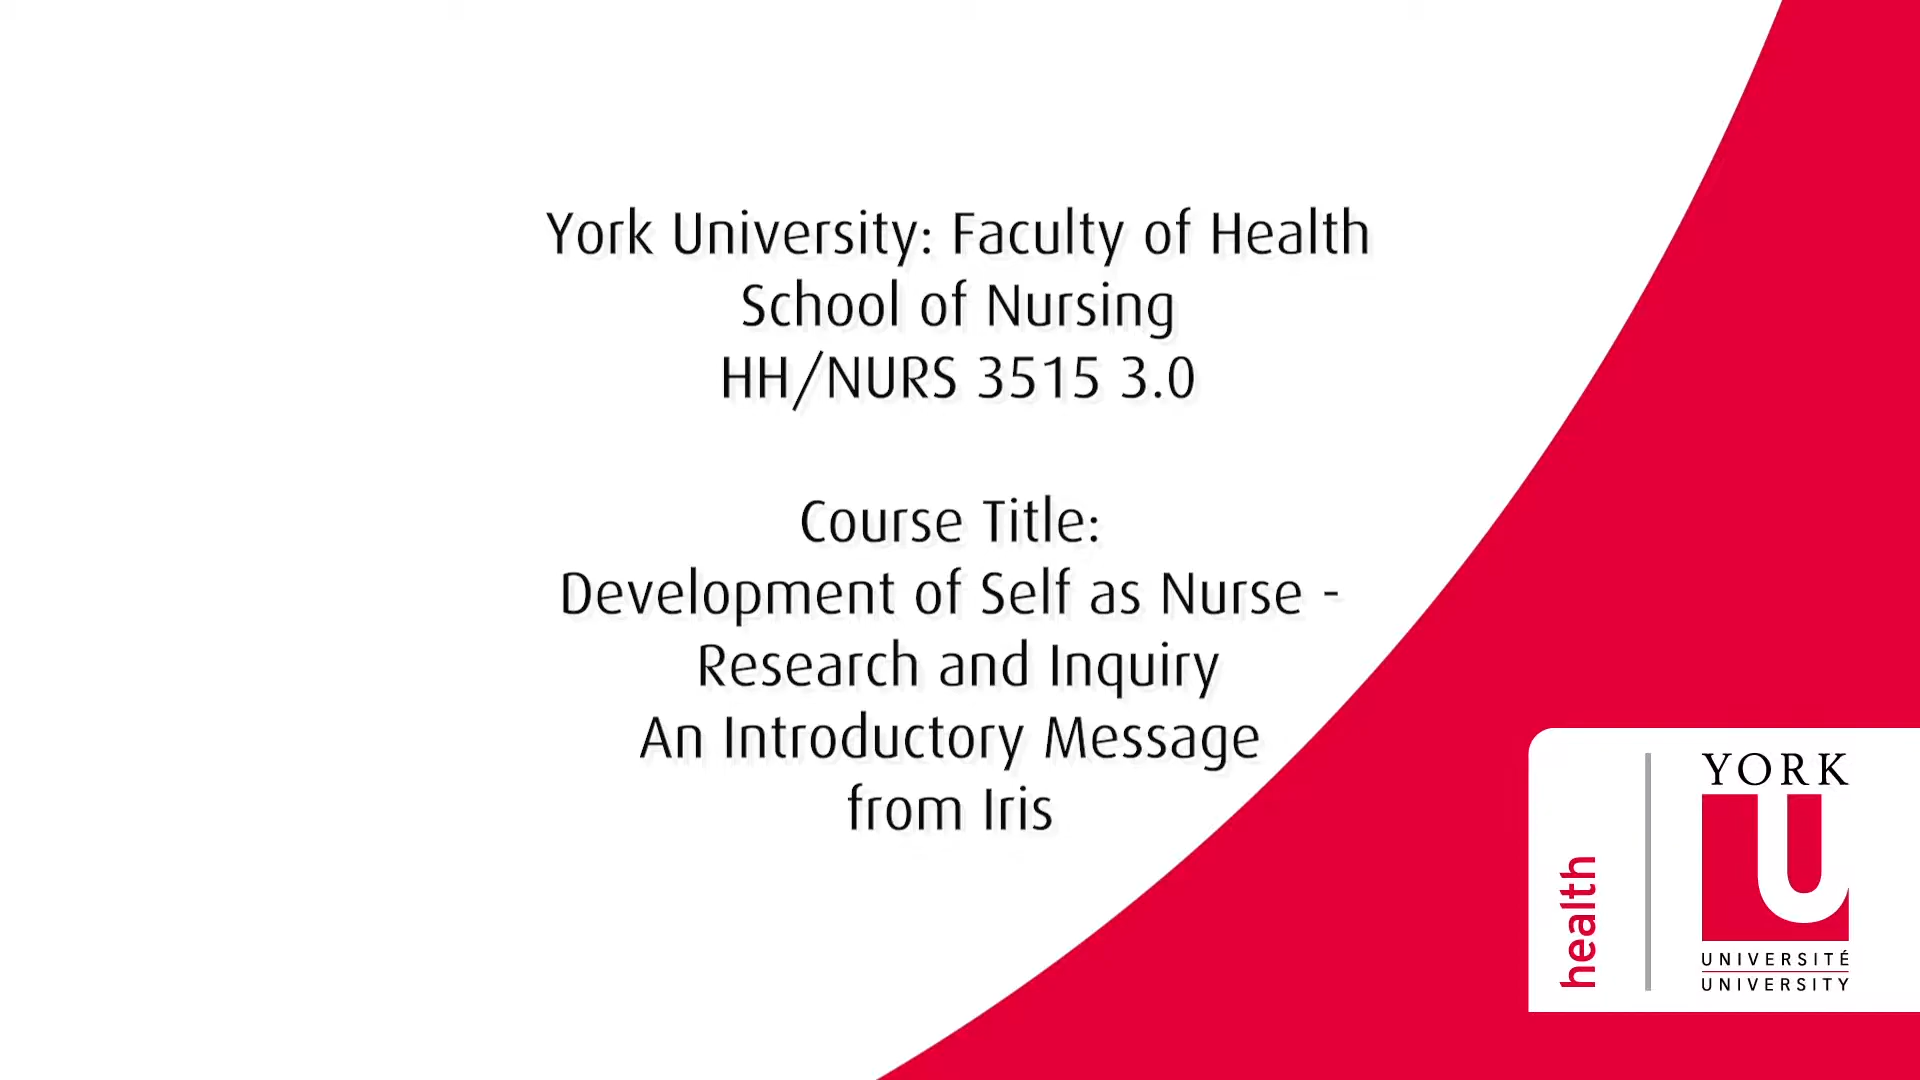 York University: Faculty of Health
School of Nursing
HH/NURS 3515 3.0
Course Title:
Development of Self as Nurse -
Research and Inquiry
An Introductory Message
from Iris
health
YORK
U
UNIVERSITÉ
UNIVERSITY